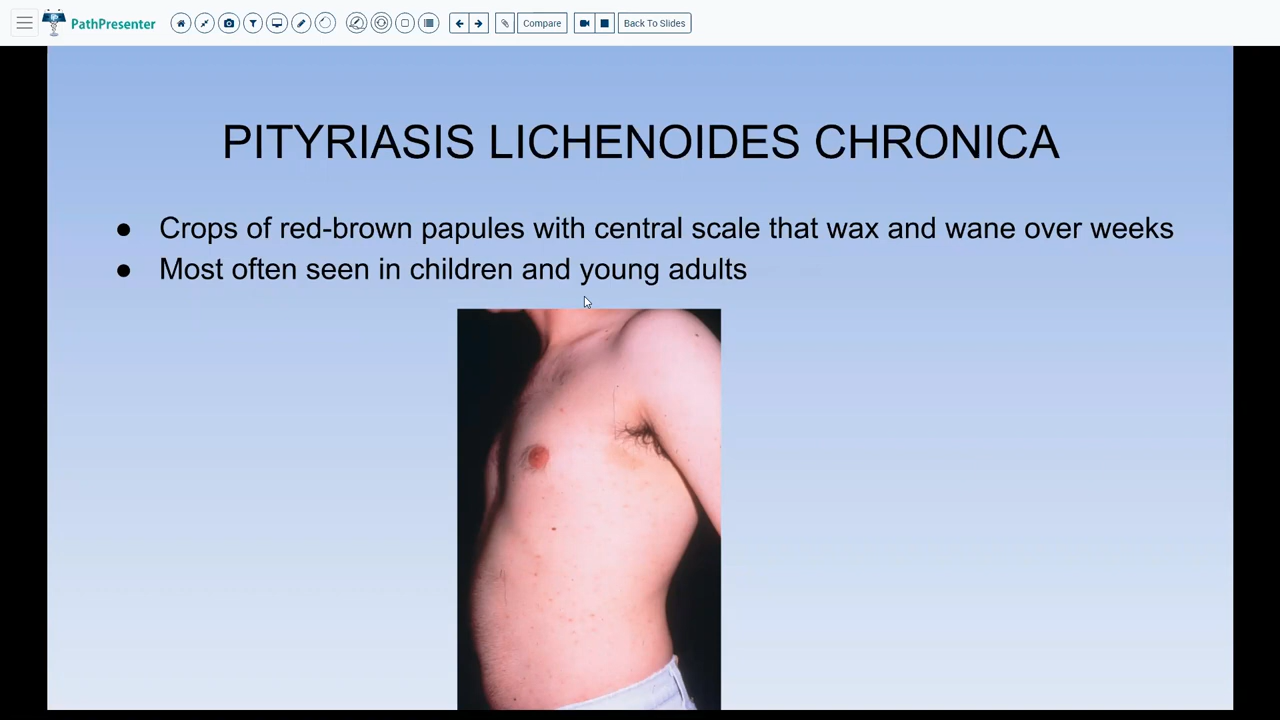 PathPresenter
Compare
Back To Slides
PITYRIASIS LICHENOIDES CHRONICA
● Crops of red-brown papules with central scale that wax and wane over weeks
● Most often seen in children and young adults